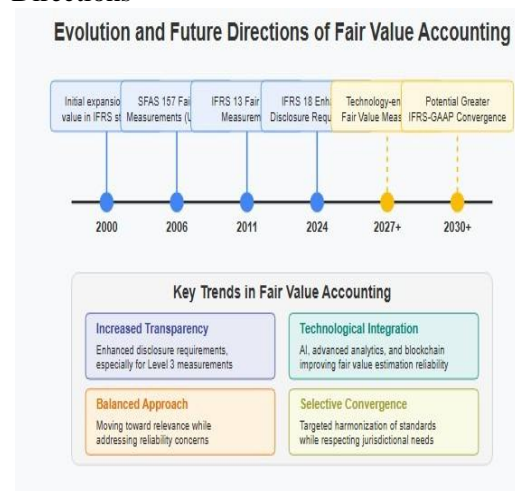 Directions
Evolution and Future Directions of Fair Value Accounting
Initial expansio
value in IFRS st
SFAS 157 Fai
Measurements (U
IFRS 13 Fair
Measurem
IFRS 18 Enh
Disclosure Requ
Technology-en
Fair Value Meas
Potential Greater
IFRS-GAAP Convergence
2000
2006
2011
2024
2027+
2030+
Key Trends in Fair Value Accounting
Increased Transparency
Enhanced disclosure requirements,
especially for Level 3 measurements
Technological Integration
AI, advanced analytics, and blockchain
improving fair value estimation reliability
Balanced Approach
Moving toward relevance while
addressing reliability concerns
Selective Convergence
Targeted harmonization of standards
while respecting jurisdictional needs